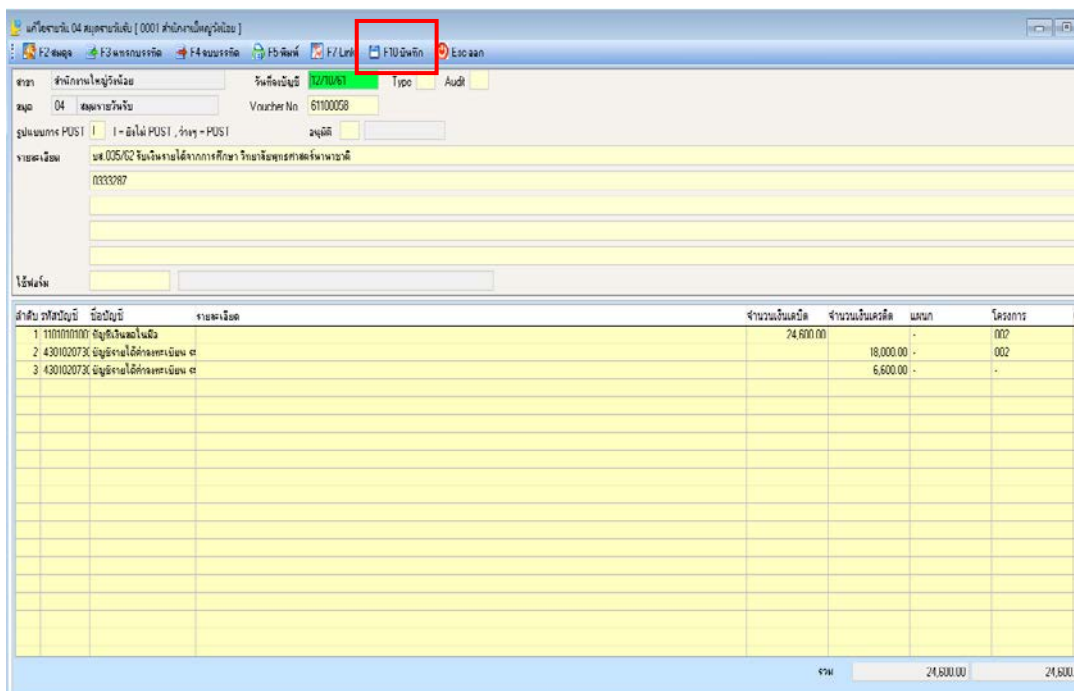 แก้ไขรายวัน 04 สมุดรายวันรับ [ 0001 สำนักงานใหญ่วังน้อย ]
F2 สมดุล F3 แทรกบรรทัด F4 ลบบรรทัด F5 พิมพ์ F7 Link F10 บันทึก Esc ออก
สาขา สำนักงานใหญ่วังน้อย วันที่ลงบัญชี 12/10/61 Type Audit
สมุด 04 สมุดรายวันรับ Voucher No 61100058
รูปแบบการ POST I I = ยังไม่ POST , ว่างๆ = POST อนุมัติ
รายละเอียด บส.035/62 รับเงินรายได้จากการศึกษา วิทยาลัยพุทธศาสตร์นานาชาติ
0333287
ใช้ฟอร์ม
ลำดับ รหัสบัญชี ชื่อบัญชี รายละเอียด จำนวนเงินเดบิต จำนวนเงินเครดิต แผนก โครงการ
1 1101010100 บัญชีเงินสดในมือ 24,600.00 - 002
2 430102073 บัญชีรายได้ค่าลงทะเบียน 18,000.00 - 002
3 430102073 บัญชีรายได้ค่าลงทะเบียน 6,600.00 - -
รวม 24,600.00 24,600.